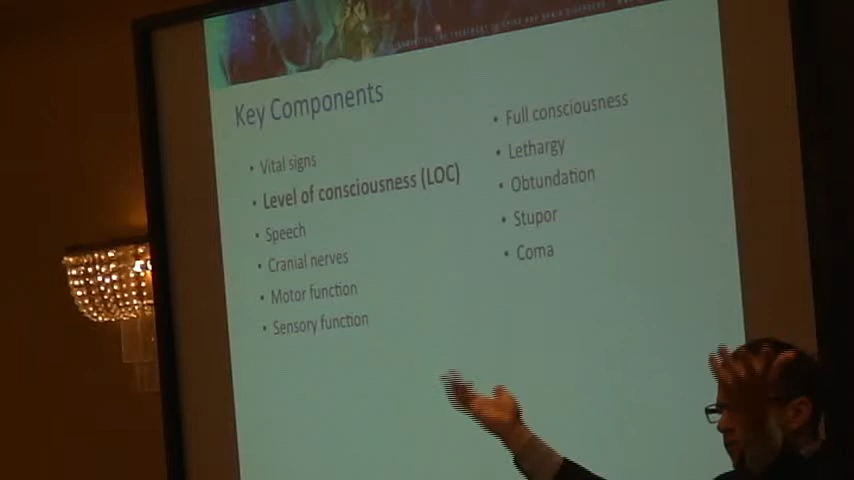 Key Components
• Vital signs
• Level of consciousness (LOC)
• Speech
• Cranial nerves
• Motor function
• Sensory function
• Full consciousness
• Lethargy
• Obtundation
• Stupor
• Coma